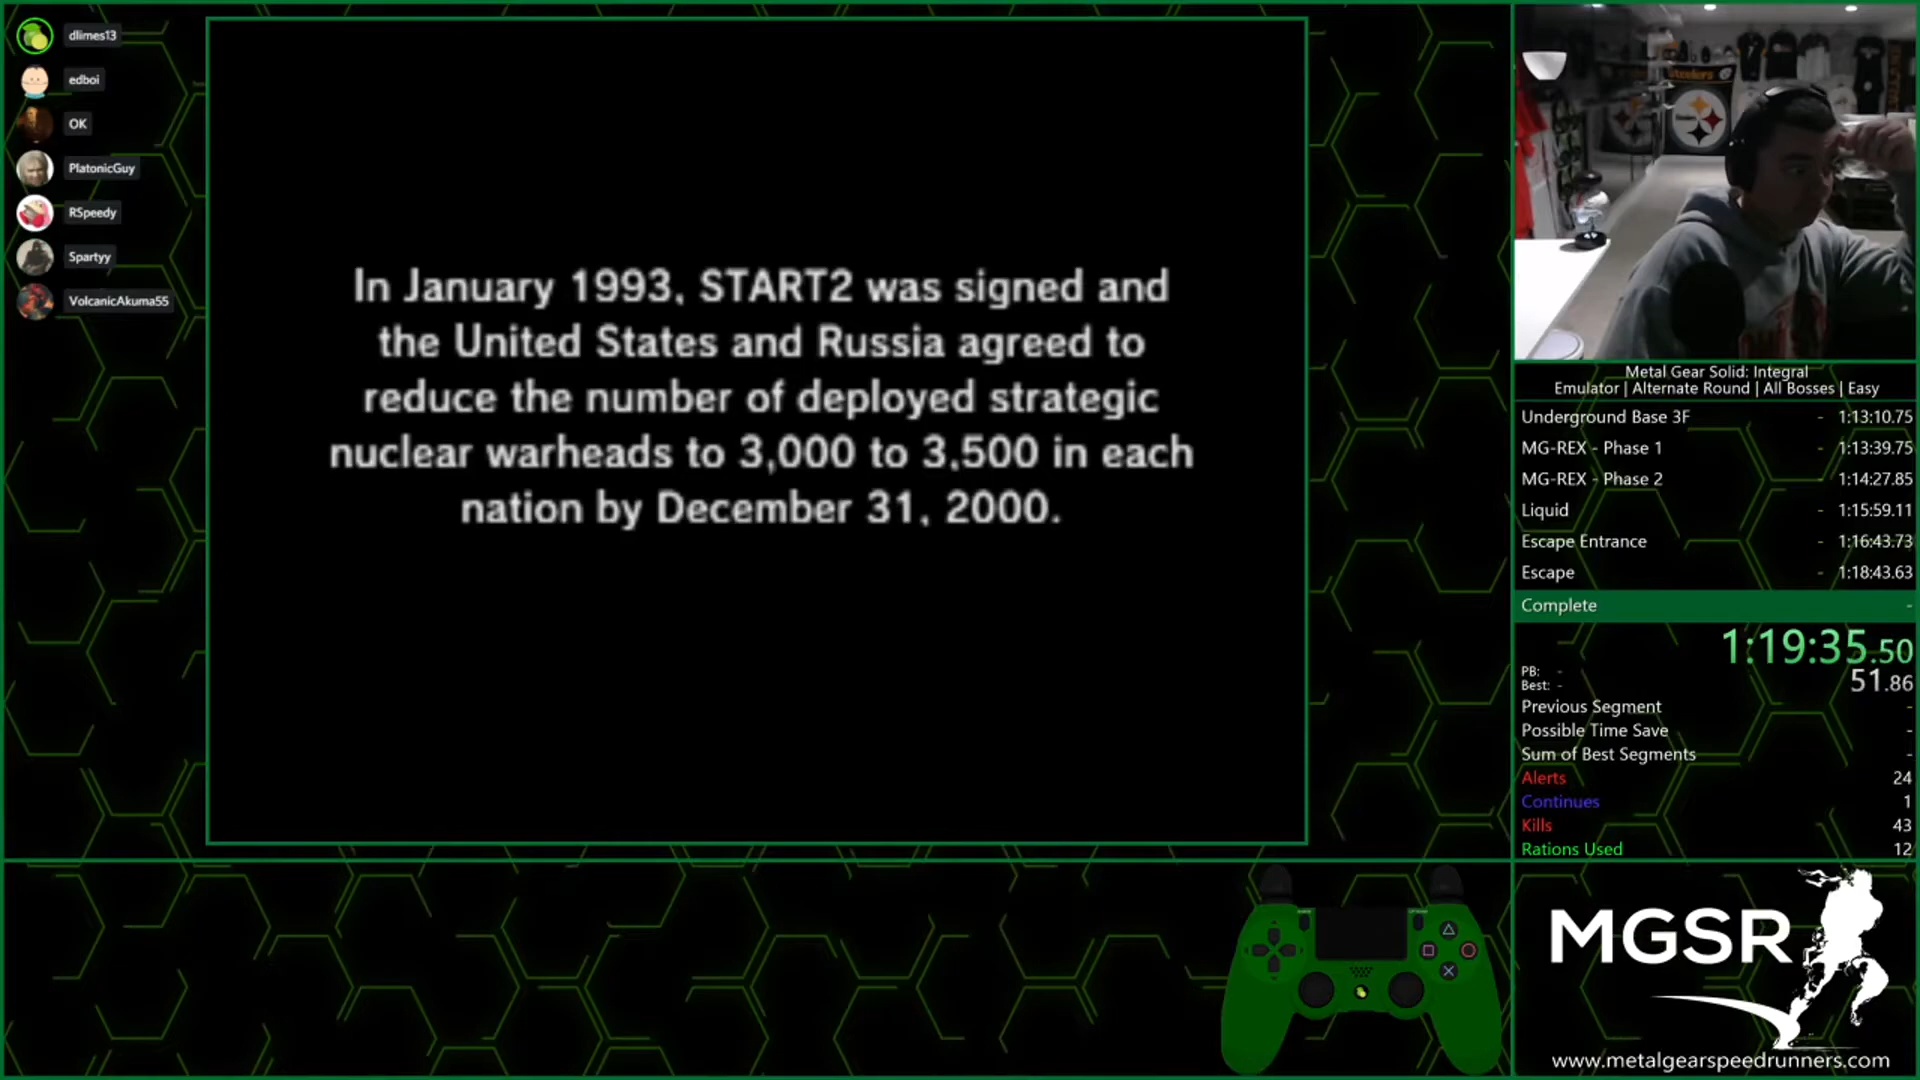 dlimes13
edboi
OK
PlatonicGuy
RSpeedy
Spartyy
VolcanicAkuma55
In January 1993, START2 was signed and
the United States and Russia agreed to
reduce the number of deployed strategic
nuclear warheads to 3,000 to 3,500 in each
nation by December 31, 2000.
Steelers
Metal Gear Solid: Integral
Emulator | Alternate Round | All Bosses | Easy
Underground Base 3F - 1:13:10.75
MG-REX - Phase 1 - 1:13:39.75
MG-REX - Phase 2 - 1:14:27.85
Liquid - 1:15:59.11
Escape Entrance - 1:16:43.73
Escape - 1:18:43.63
Complete -
1:19:35.50
PB: -
Best: -
51.86
Previous Segment -
Possible Time Save -
Sum of Best Segments -
Alerts 24
Continues 1
Kills 43
Rations Used 12
MGSR
www.metalgearspeedrunners.com